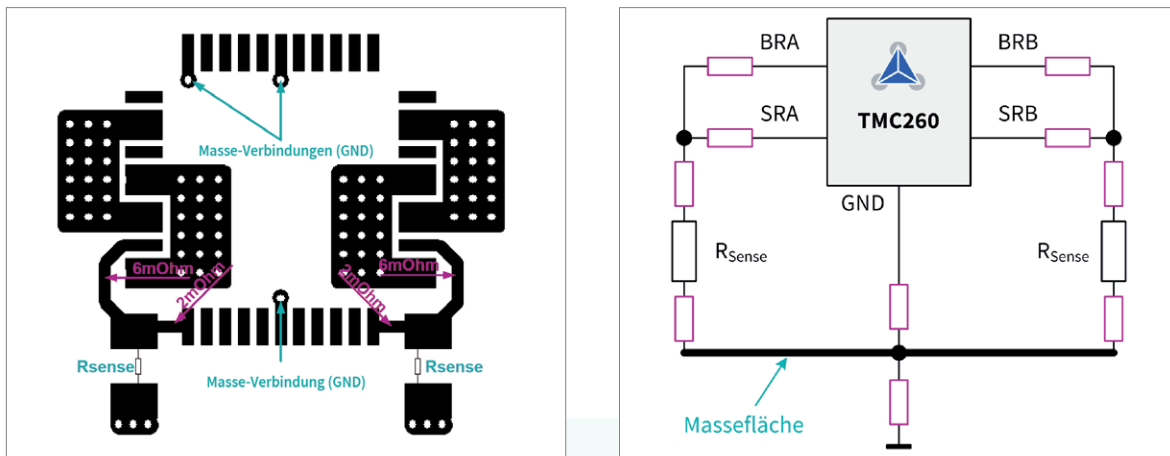 Masse-Verbindungen (GND)
6mOhm
2mOhm
2mOhm
6mOhm
Rsense
Rsense
Masse-Verbindung (GND)
BRA
BRB
SRA
SRB
TMC260
GND
RSense
RSense
Massefläche